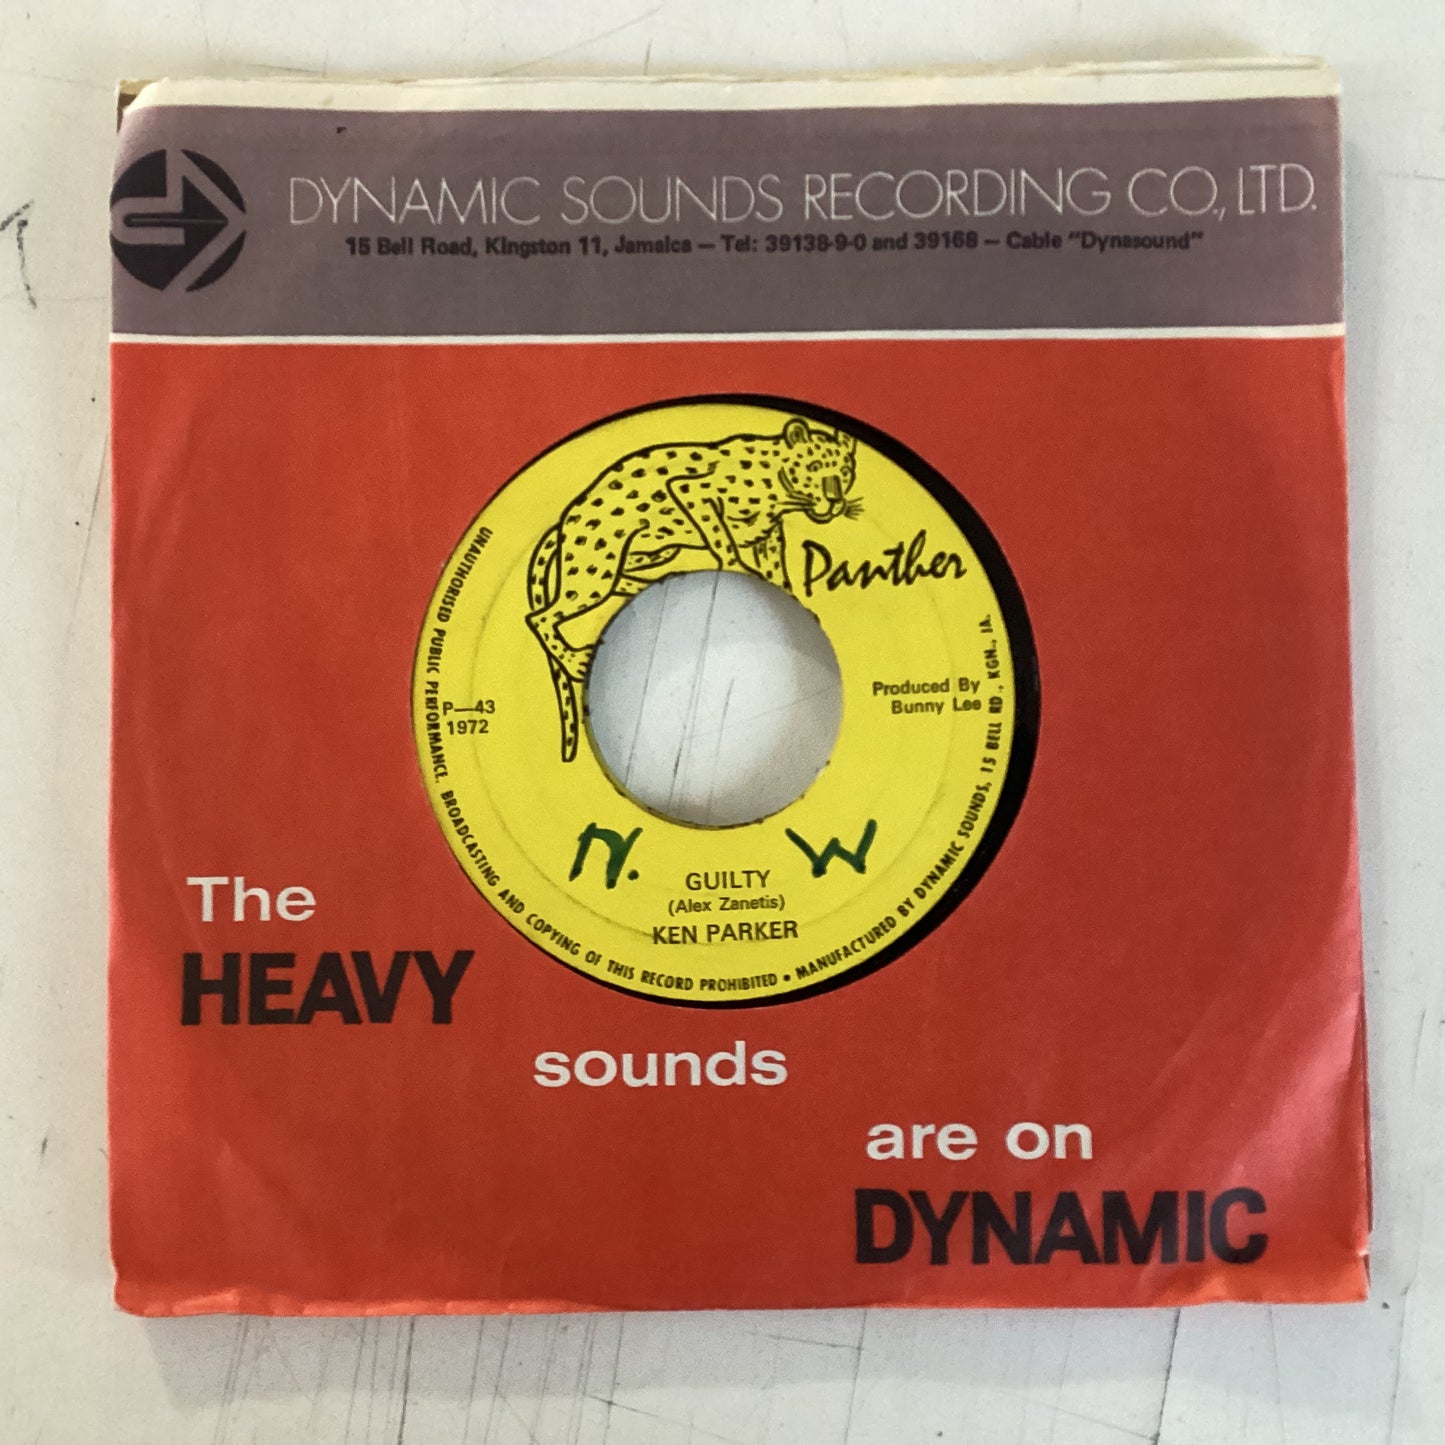 DYNAMIC SOUNDS RECORDING CO., LTD.
15 Bell Road, Kingston 11, Jamaica — Tel: 39138-9-0 and 39168 — Cable "Dynasound"
Panther
Produced By
Bunny Lee
P—43
1972
N. W
GUILTY
(Alex Zanetis)
KEN PARKER
UNAUTHORISED PUBLIC PERFORMANCE, BROADCASTING AND COPYING OF THIS RECORD PROHIBITED • MANUFACTURED BY DYNAMIC SOUNDS, 15 BELL RD., KGN., JA.
The
HEAVY
sounds
are on
DYNAMIC